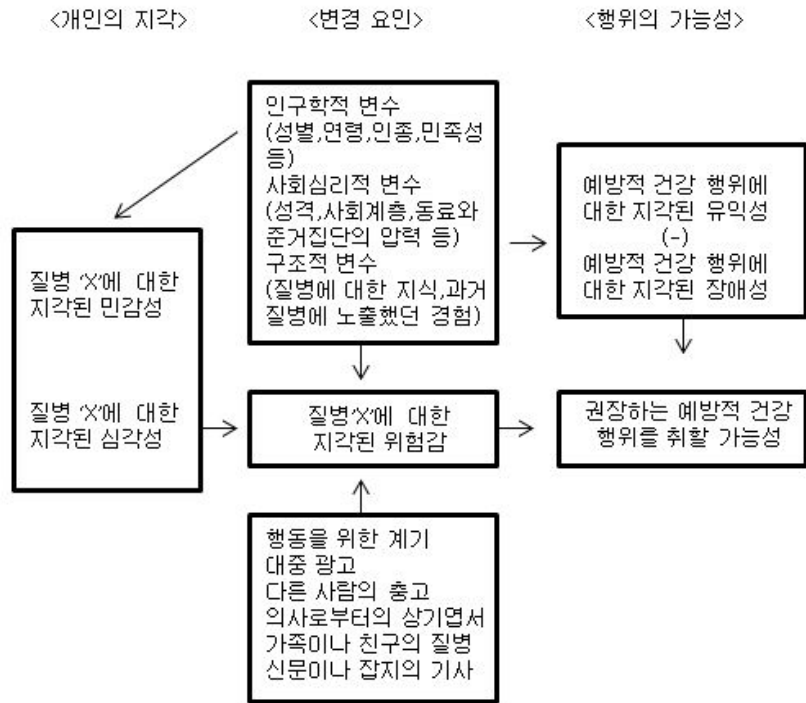 <개인의 지각> <변경 요인> <행위의 가능성>
인구학적 변수
(성별,연령,인종,민족성
등)
사회심리적 변수
(성격,사회계층,동료와
준거집단의 압력 등)
구조적 변수
(질병에 대한 지식,과거
질병에 노출했던 경험)
예방적 건강 행위에
대한 지각된 유익성
(-)
예방적 건강 행위에
대한 지각된 장애성
질병 'X'에 대한
지각된 민감성
질병 'X'에 대한
지각된 심각성
질병'X'에 대한
지각된 위험감
권장하는 예방적 건강
행위를 취할 가능성
행동을 위한 계기
대중 광고
다른 사람의 충고
의사로부터의 상기엽서
가족이나 친구의 질병
신문이나 잡지의 기사